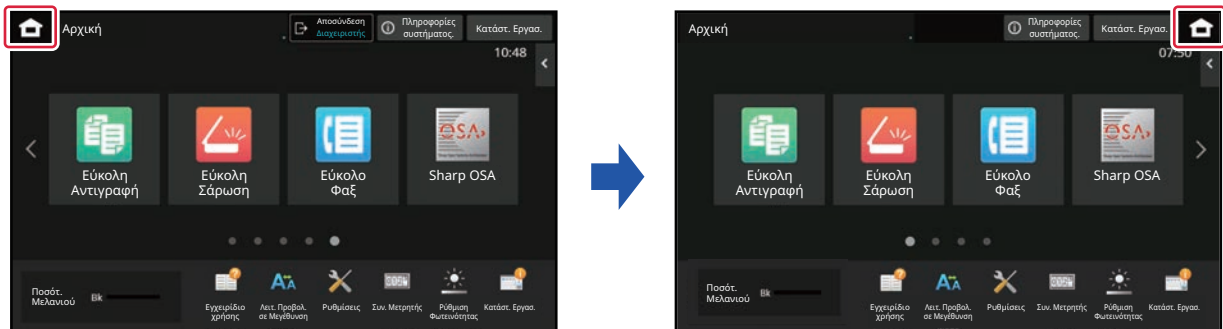 Αρχική
Αποσύνδεση
Διαχειριστής
Πληροφορίες
συστήματος.
Κατάστ. Εργασ.
10:48
Εύκολη
Αντιγραφή
Εύκολη
Σάρωση
Εύκολο
Φαξ
OSA
Sharp OSA
Ποσότ.
Μελανιού
Bk
Εγχειρίδιο
χρήσης
Λειτ. Προβολ.
σε Μεγέθυνση
Ρυθμίσεις
Συν. Μετρητής
Ρύθμιση
Φωτεινότητας
Κατάστ. Εργασ.
Αρχική
Πληροφορίες
συστήματος.
Κατάστ. Εργασ.
07:50
Εύκολη
Αντιγραφή
Εύκολη
Σάρωση
Εύκολο
Φαξ
OSA
Sharp OSA
Ποσότ.
Μελανιού
Bk
Εγχειρίδιο
χρήσης
Λειτ. Προβολ.
σε Μεγέθυνση
Ρυθμίσεις
Συν. Μετρητής
Ρύθμιση
Φωτεινότητας
Κατάστ. Εργασ.